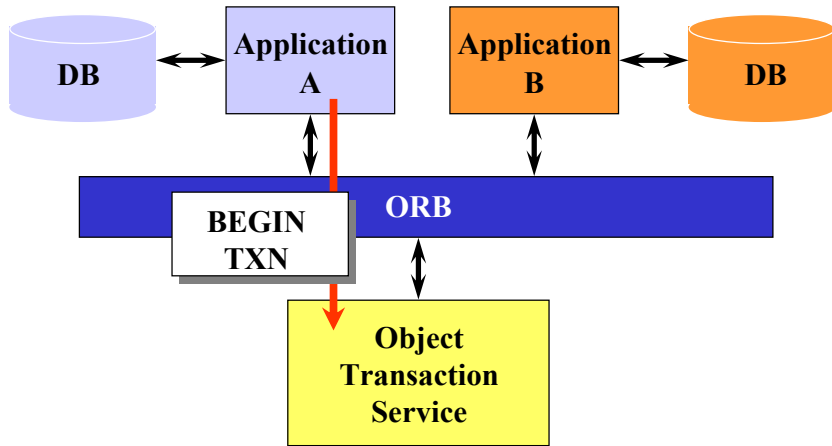 DB
Application
A
Application
B
DB
ORB
BEGIN
TXN
Object
Transaction
Service